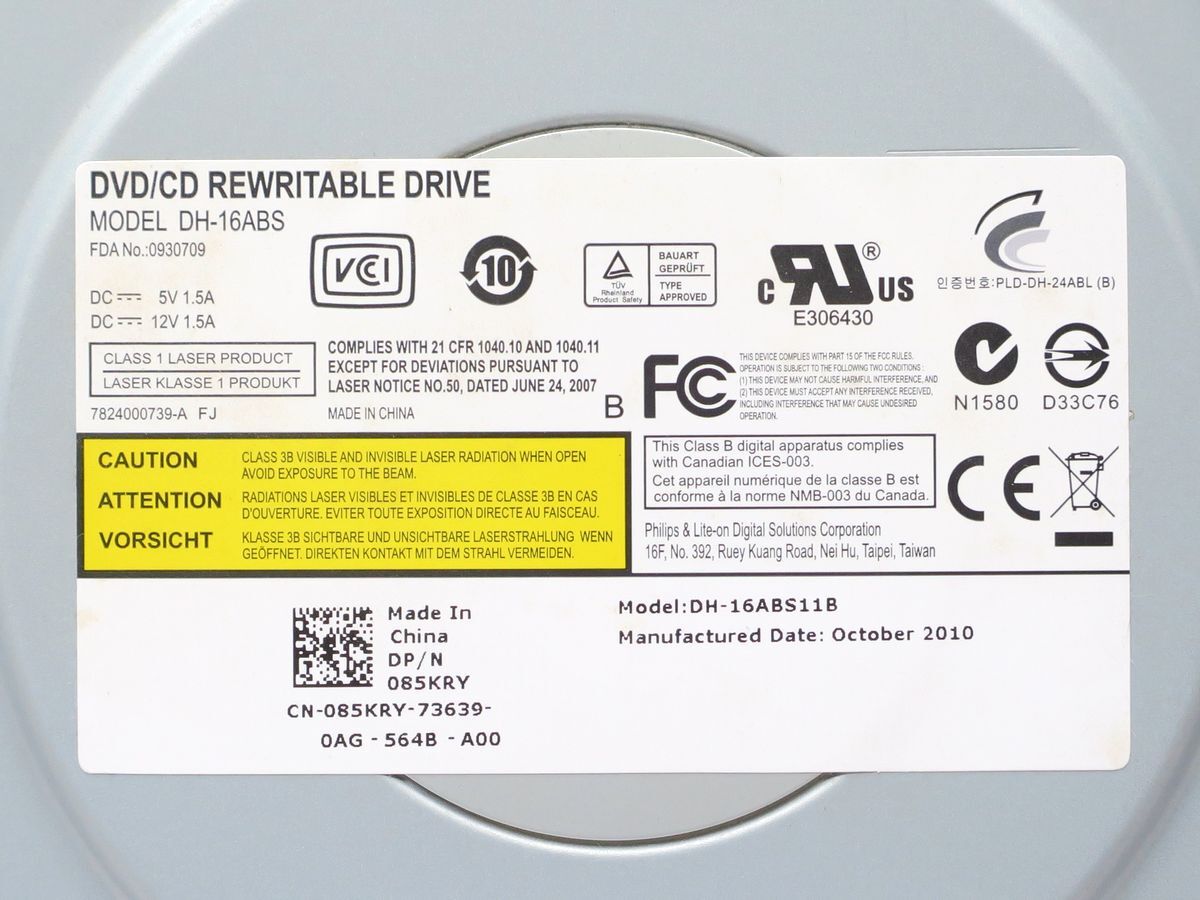 DVD/CD REWRITABLE DRIVE
MODEL DH-16ABS
FDA No.:0930709
DC 5V 1.5A
DC 12V 1.5A
VCI
10
TÜV
Rheinland
Product Safety
BAUART
GEPRÜFT
TYPE
APPROVED
c RU ® US
E306430
인증번호:PLD-DH-24ABL (B)
CLASS 1 LASER PRODUCT
LASER KLASSE 1 PRODUKT
7824000739-A FJ
COMPLIES WITH 21 CFR 1040.10 AND 1040.11
EXCEPT FOR DEVIATIONS PURSUANT TO
LASER NOTICE NO.50, DATED JUNE 24, 2007
MADE IN CHINA
B
FC
THIS DEVICE COMPLIES WITH PART 15 OF THE FCC RULES.
OPERATION IS SUBJECT TO THE FOLLOWING TWO CONDITIONS :
(1) THIS DEVICE MAY NOT CAUSE HARMFUL INTERFERENCE, AND
(2) THIS DEVICE MUST ACCEPT ANY INTERFERENCE RECEIVED,
INCLUDING INTERFERENCE THAT MAY CAUSE UNDESIRED
OPERATION.
N1580
D33C76
CAUTION
CLASS 3B VISIBLE AND INVISIBLE LASER RADIATION WHEN OPEN
AVOID EXPOSURE TO THE BEAM.
ATTENTION
RADIATIONS LASER VISIBLES ET INVISIBLES DE CLASSE 3B EN CAS
D'OUVERTURE. EVITER TOUTE EXPOSITION DIRECTE AU FAISCEAU.
VORSICHT
KLASSE 3B SICHTBARE UND UNSICHTBARE LASERSTRAHLUNG WENN
GEÖFFNET. DIREKTEN KONTAKT MIT DEM STRAHL VERMEIDEN.
This Class B digital apparatus complies
with Canadian ICES-003.
Cet appareil numérique de la classe B est
conforme à la norme NMB-003 du Canada.
CE
Philips & Lite-on Digital Solutions Corporation
16F, No. 392, Ruey Kuang Road, Nei Hu, Taipei, Taiwan
Made In
China
DP/N
085KRY
CN-085KRY-73639-
0AG - 564B - A00
Model:DH-16ABS11B
Manufactured Date: October 2010